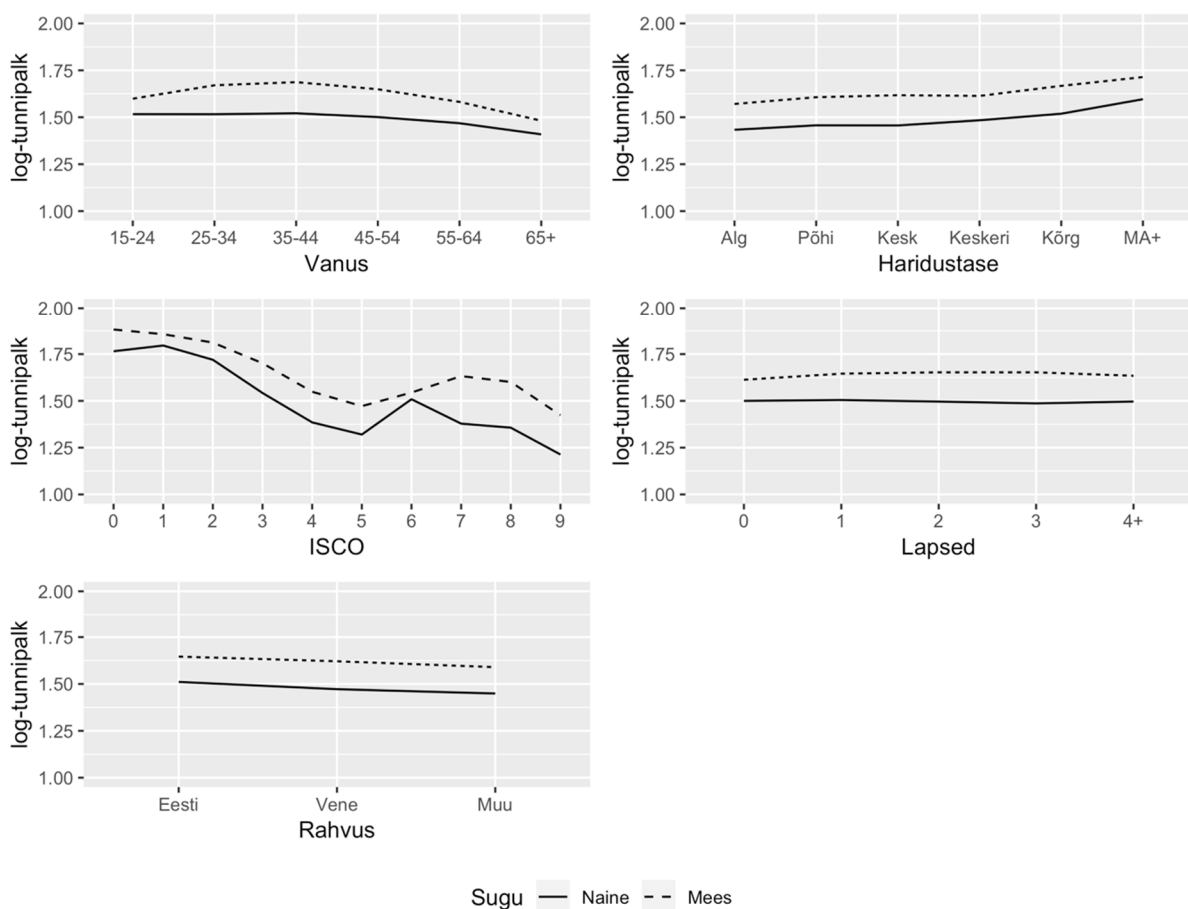 log-tunnipalk
2.00
1.75
1.50
1.25
1.00
15-24 25-34 35-44 45-54 55-64 65+
Vanus
log-tunnipalk
2.00
1.75
1.50
1.25
1.00
Alg Põhi Kesk Keskeri Kõrg MA+
Haridustase
log-tunnipalk
2.00
1.75
1.50
1.25
1.00
0 1 2 3 4 5 6 7 8 9
ISCO
log-tunnipalk
2.00
1.75
1.50
1.25
1.00
0 1 2 3 4+
Lapsed
log-tunnipalk
2.00
1.75
1.50
1.25
1.00
Eesti Vene Muu
Rahvus
Sugu Naine Mees